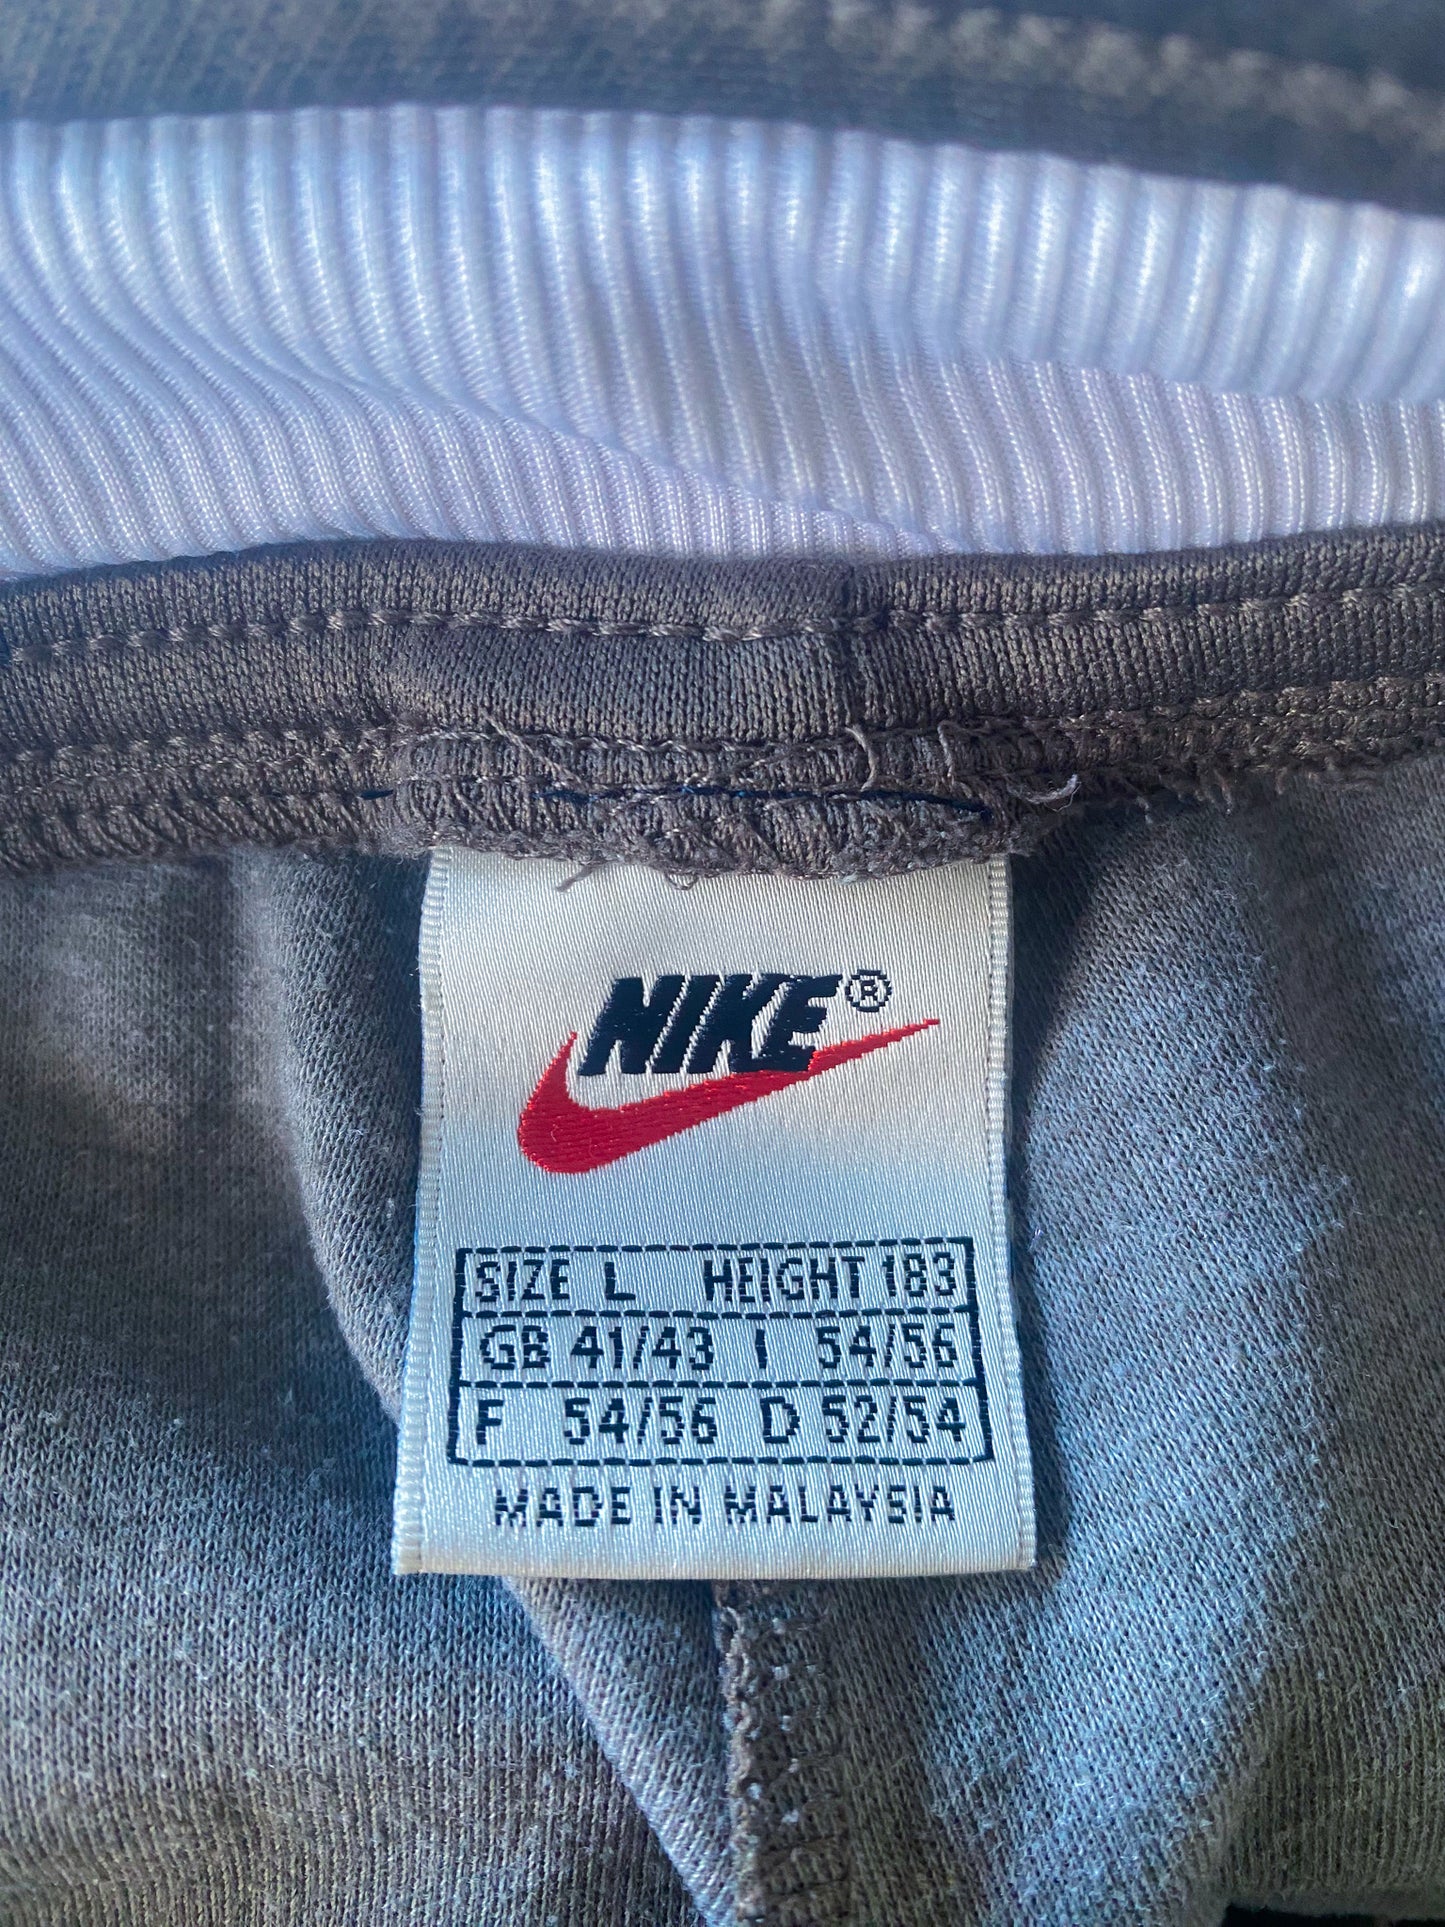 NIKE®
SIZE L HEIGHT 183
GB 41/43 I 54/56
F 54/56 D 52/54
MADE IN MALAYSIA